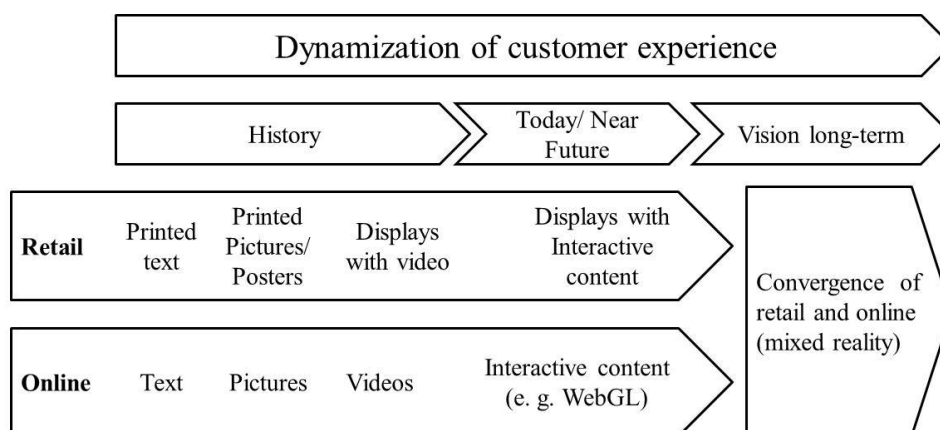 Dynamization of customer experience
History
Today/ Near
Future
Vision long-term
Retail
Printed
text
Printed
Pictures/
Posters
Displays
with video
Displays with
Interactive
content
Online
Text
Pictures
Videos
Interactive content
(e. g. WebGL)
Convergence of
retail and online
(mixed reality)